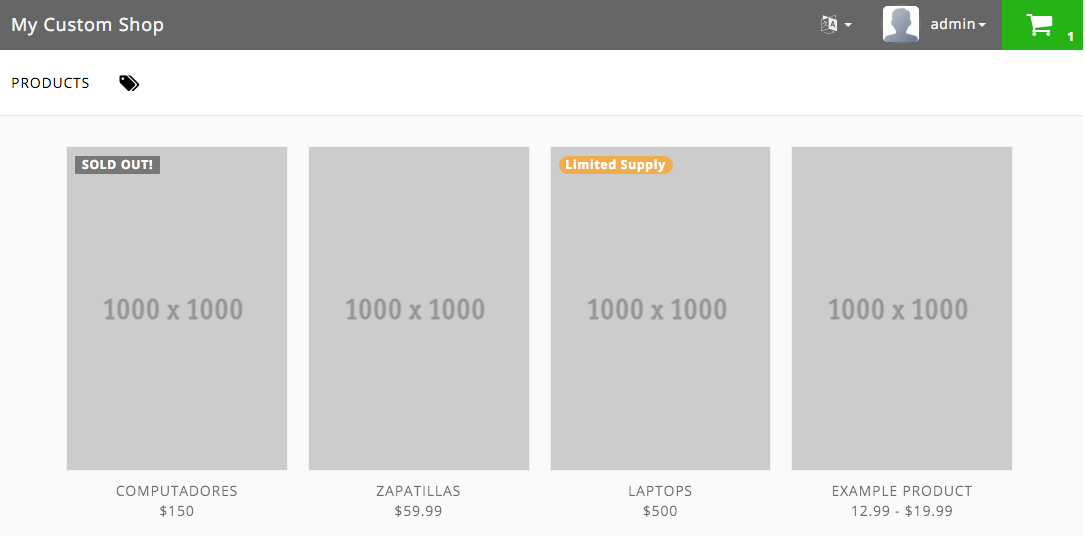 My Custom Shop
admin
1
PRODUCTS
SOLD OUT!
Limited Supply
1000 x 1000
1000 x 1000
1000 x 1000
1000 x 1000
COMPUTADORES
$150
ZAPATILLAS
$59.99
LAPTOPS
$500
EXAMPLE PRODUCT
12.99 - $19.99